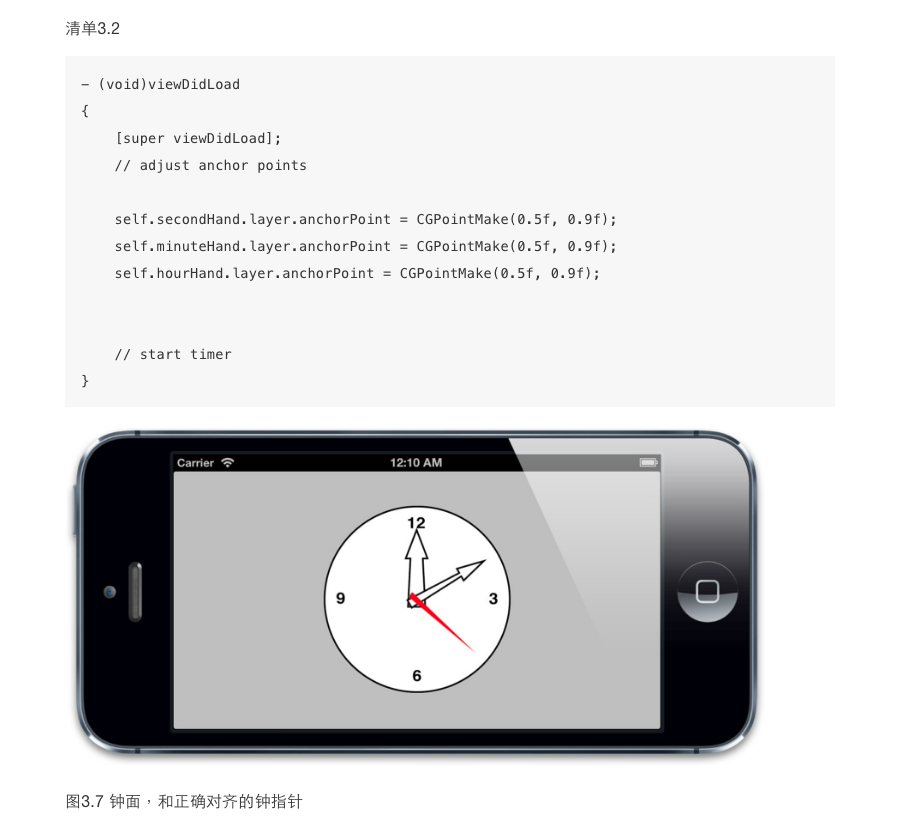 清单3.2
- (void)viewDidLoad
{
[super viewDidLoad];
// adjust anchor points
self.secondHand.layer.anchorPoint = CGPointMake(0.5f, 0.9f);
self.minuteHand.layer.anchorPoint = CGPointMake(0.5f, 0.9f);
self.hourHand.layer.anchorPoint = CGPointMake(0.5f, 0.9f);
// start timer
}
Carrier 12:10 AM
12
9 3
6
图3.7 钟面，和正确对齐的钟指针